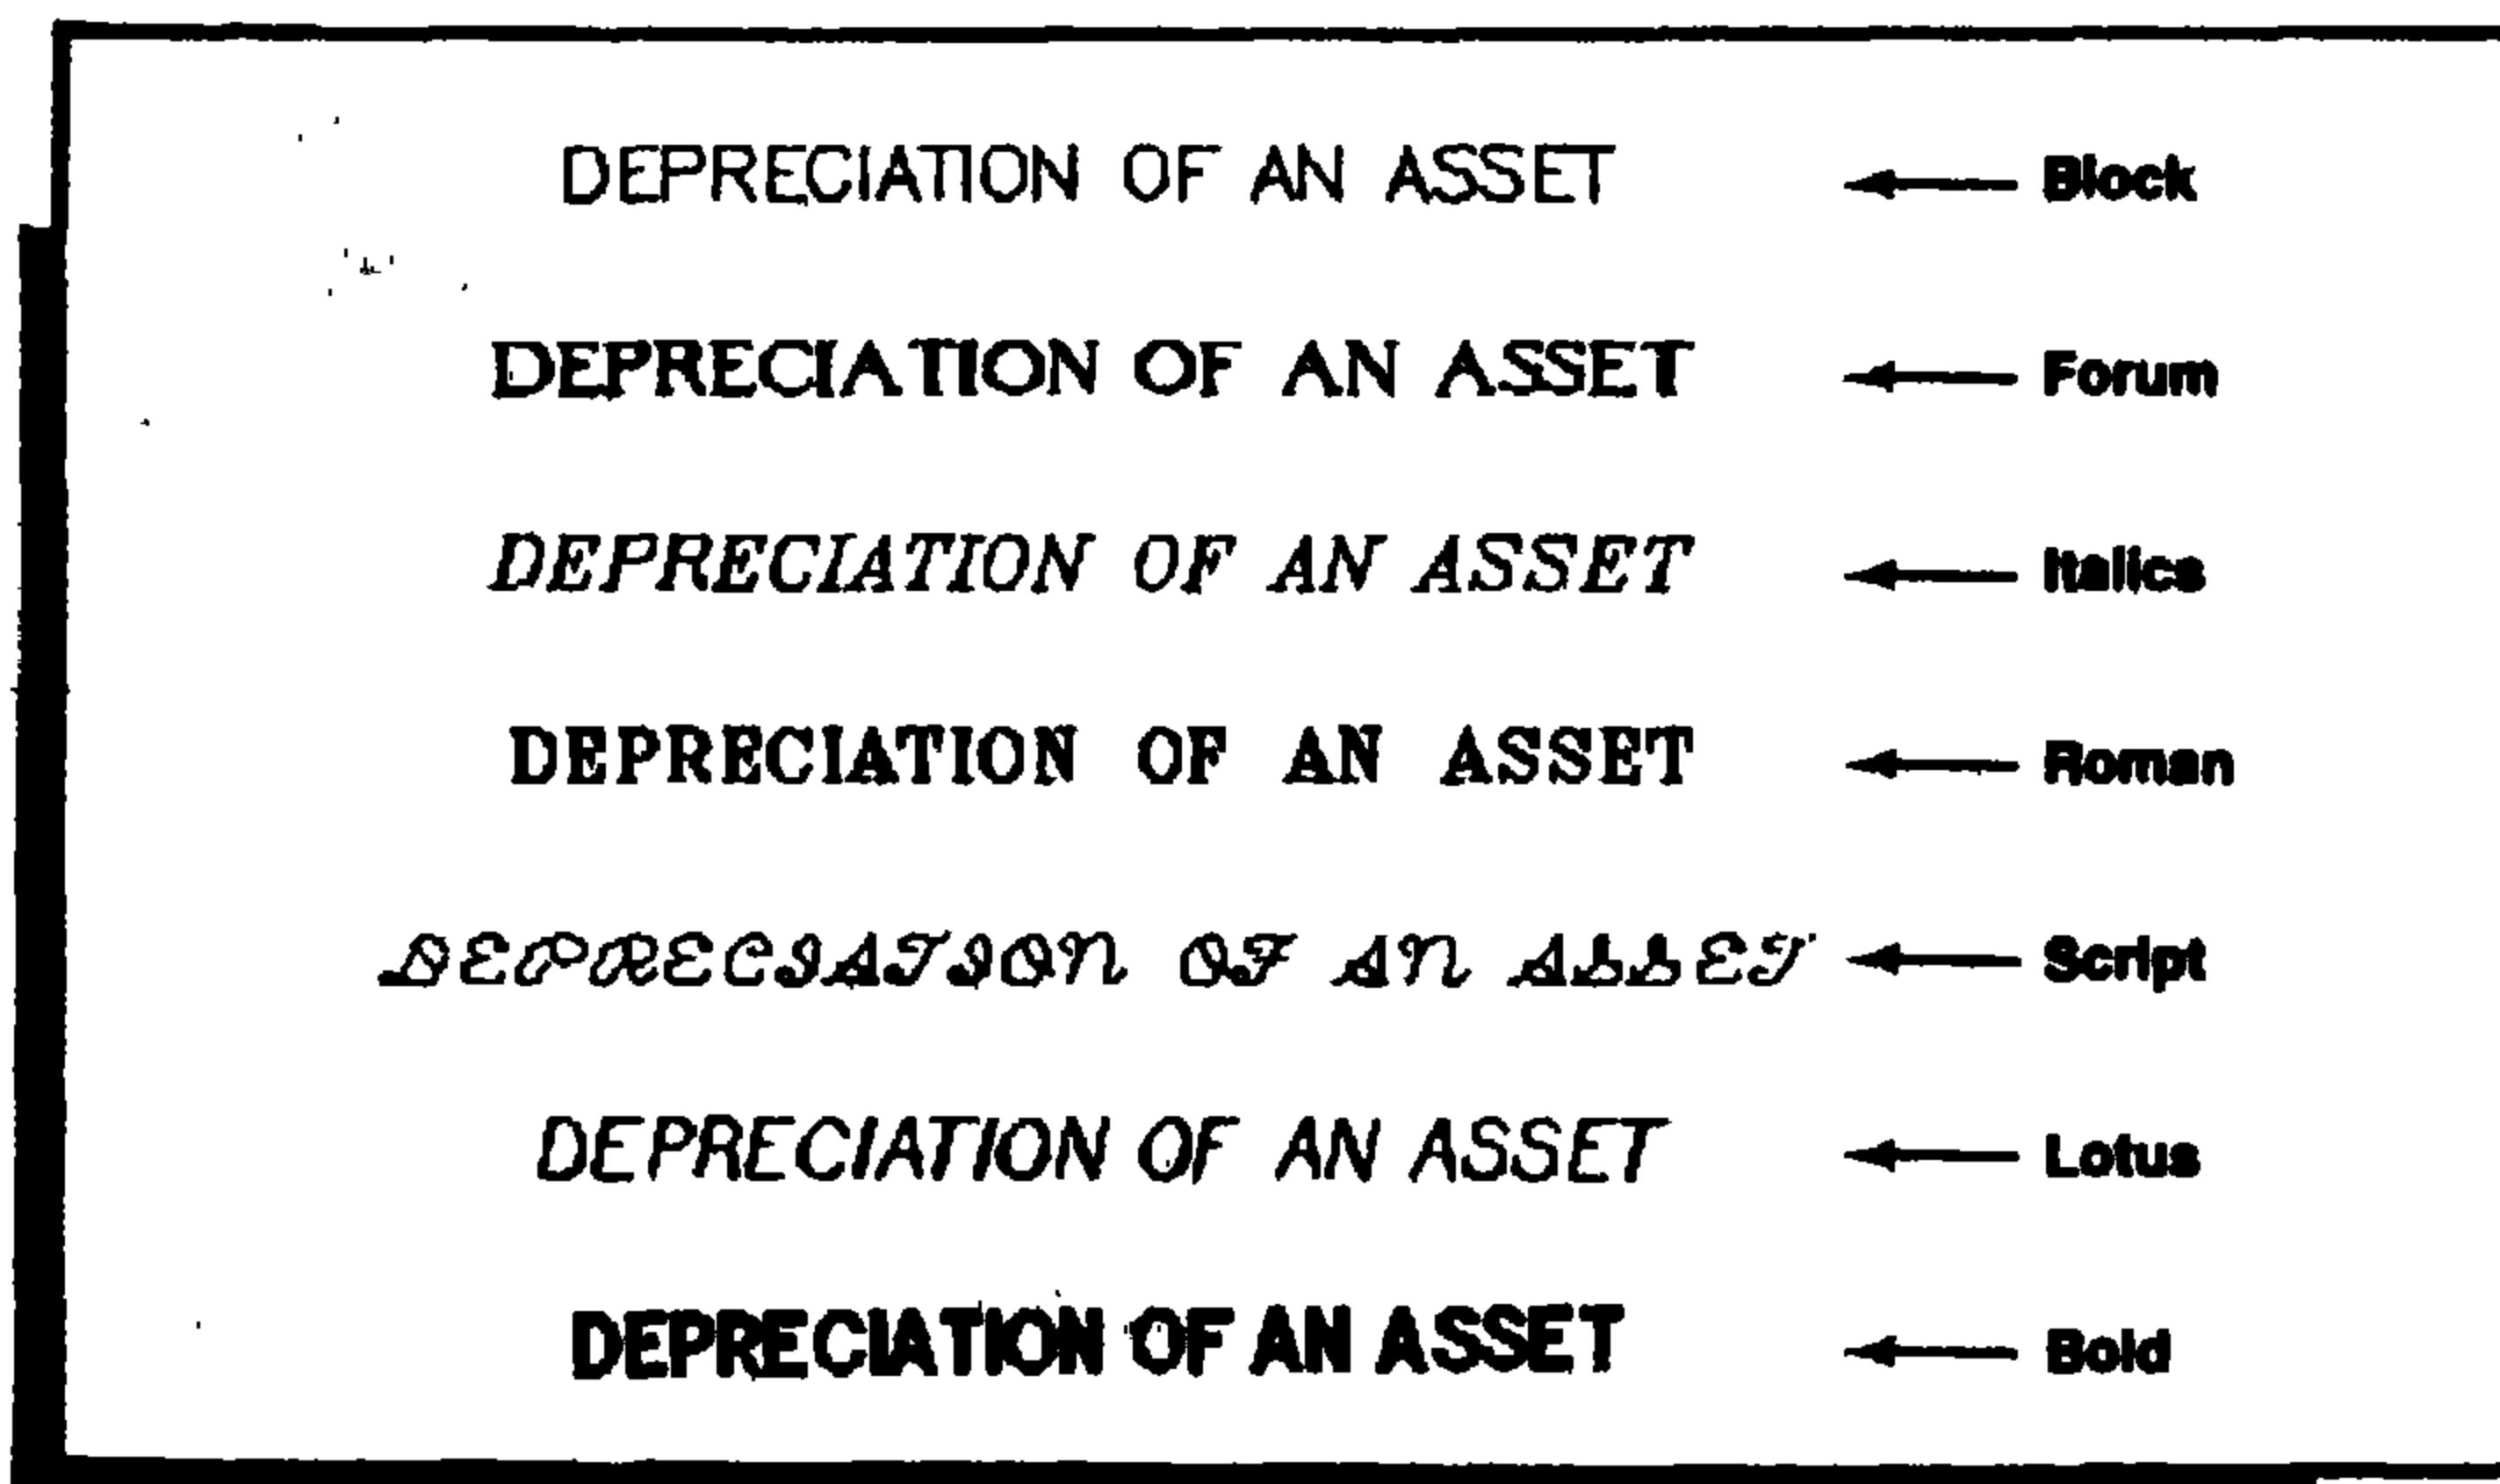 DEPRECIATION OF AN ASSET Block
DEPRECIATION OF AN ASSET Forum
DEPRECIATION OF AN ASSET Italics
DEPRECIATION OF AN ASSET Roman
DEPRECIATION OF AN ASSET Script
DEPRECIATION OF AN ASSET Lotus
DEPRECIATION OF AN ASSET Bold